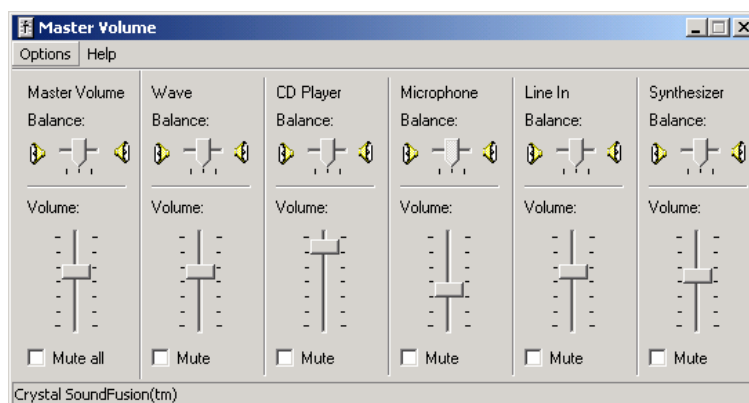 Master Volume
Options Help
Master Volume Wave CD Player Microphone Line In Synthesizer
Balance: Balance: Balance: Balance: Balance: Balance:
Volume: Volume: Volume: Volume: Volume: Volume:
Mute all Mute Mute Mute Mute Mute
Crystal SoundFusion(tm)